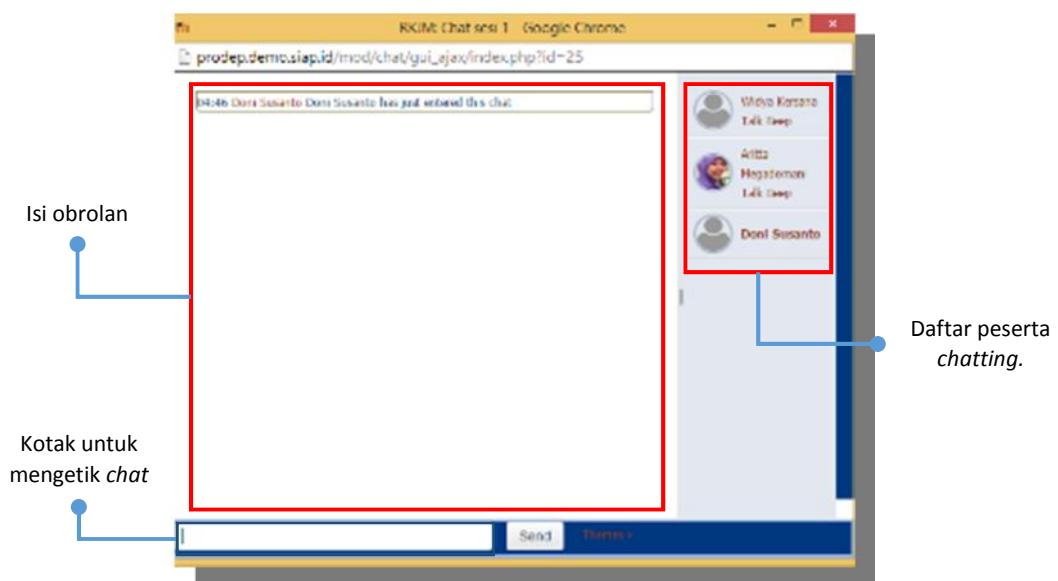 RKJM: Chat sesi 1 - Google Chrome
prodep.demo.siap.id/mod/chat/gui_ajax/index.php?id=25
04:46 Doni Susanto Doni Susanto has just entered this chat
Widya Kersana
Talk Beep
Aritta
Megadomani
Talk Beep
Doni Susanto
Isi obrolan
Daftar peserta
chatting.
Kotak untuk
mengetik chat
Send
Themes »